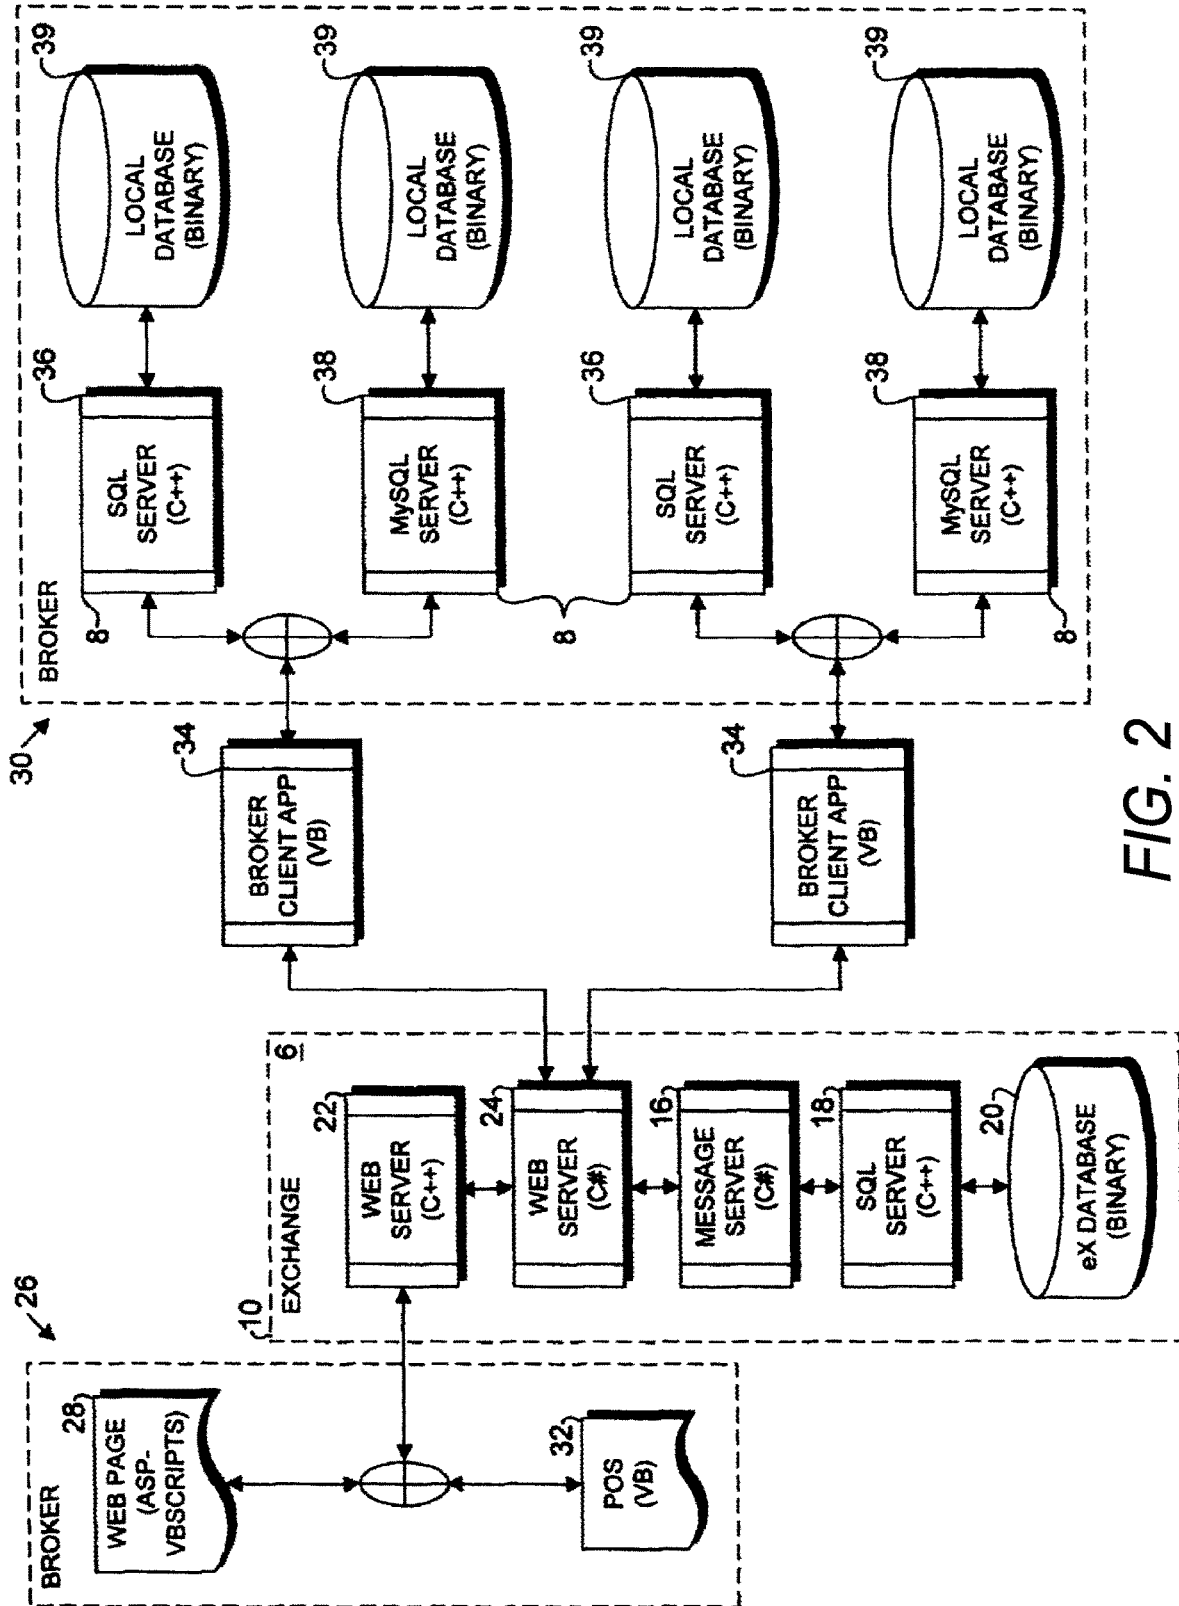 26
BROKER
28
WEB PAGE
(ASP-
VBSCRIPTS)
32
POS
(VB)
10
EXCHANGE
6
22
WEB
SERVER
(C++)
24
WEB
SERVER
(C#)
16
MESSAGE
SERVER
(C#)
18
SQL
SERVER
(C++)
20
eX DATABASE
(BINARY)
34
BROKER
CLIENT APP
(VB)
34
BROKER
CLIENT APP
(VB)
30
BROKER
8
36
SQL
SERVER
(C++)
39
LOCAL
DATABASE
(BINARY)
38
MySQL
SERVER
(C++)
39
LOCAL
DATABASE
(BINARY)
8
36
SQL
SERVER
(C++)
39
LOCAL
DATABASE
(BINARY)
8
38
MySQL
SERVER
(C++)
39
LOCAL
DATABASE
(BINARY)
FIG. 2